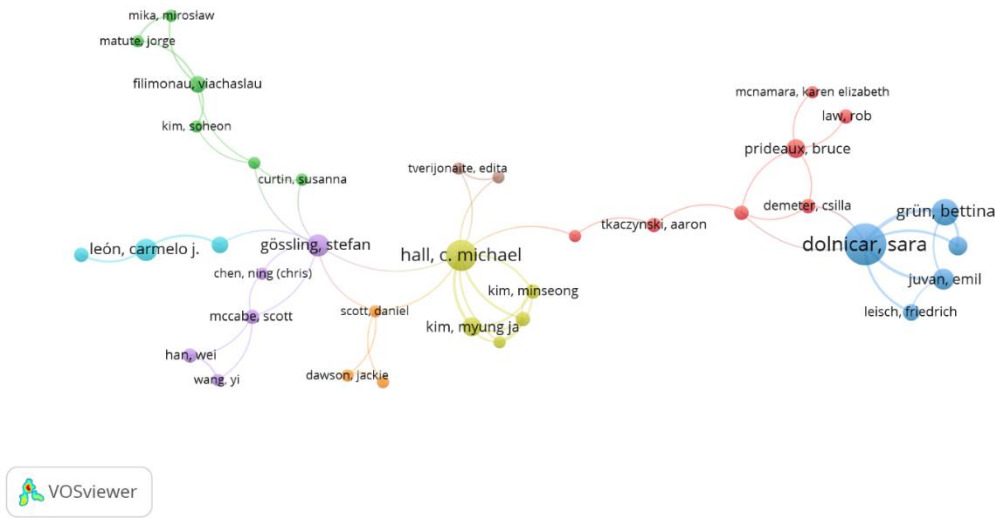 mika, mirosław
matute, jorge
filimonau, viachaslau
kim, soheon
curtin, susanna
león, carmelo j.
gössling, stefan
chen, ning (chris)
mccabe, scott
han, wei
wang, yi
scott, daniel
dawson, jackie
tverijonaite, edita
hall, c. michael
kim, minseong
kim, myung ja
tkaczynski, aaron
mcnamara, karen elizabeth
law, rob
prideaux, bruce
demeter, csilla
grün, bettina
dolnicar, sara
juvan, emil
leisch, friedrich
VOSviewer